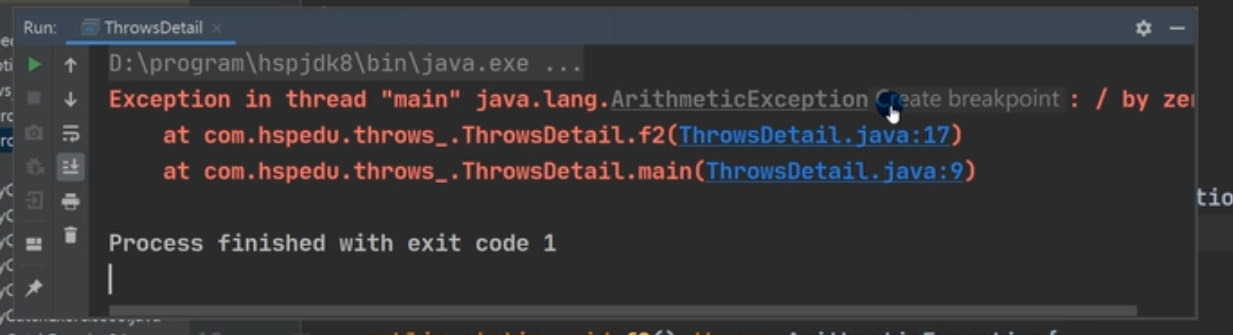 Run: ThrowsDetail
D:\program\hspjdk8\bin\java.exe ...
Exception in thread "main" java.lang.ArithmeticException Create breakpoint : / by
at com.hspedu.throws_.ThrowsDetail.f2(ThrowsDetail.java:17)
at com.hspedu.throws_.ThrowsDetail.main(ThrowsDetail.java:9)
Process finished with exit code 1